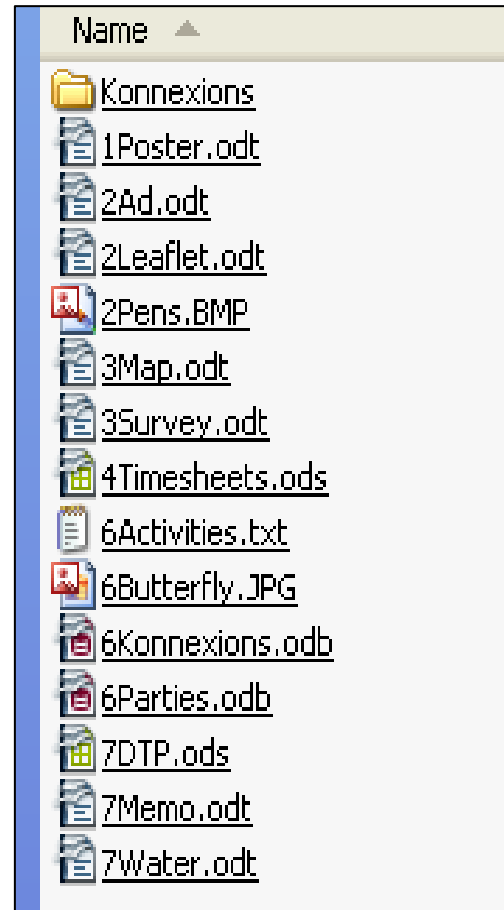 Name
Konnexions
1Poster.odt
2Ad.odt
2Leaflet.odt
2Pens.BMP
3Map.odt
3Survey.odt
4Timesheets.ods
6Activities.txt
6Butterfly.JPG
6Konnexions.odb
6Parties.odb
7DTP.ods
7Memo.odt
7Water.odt